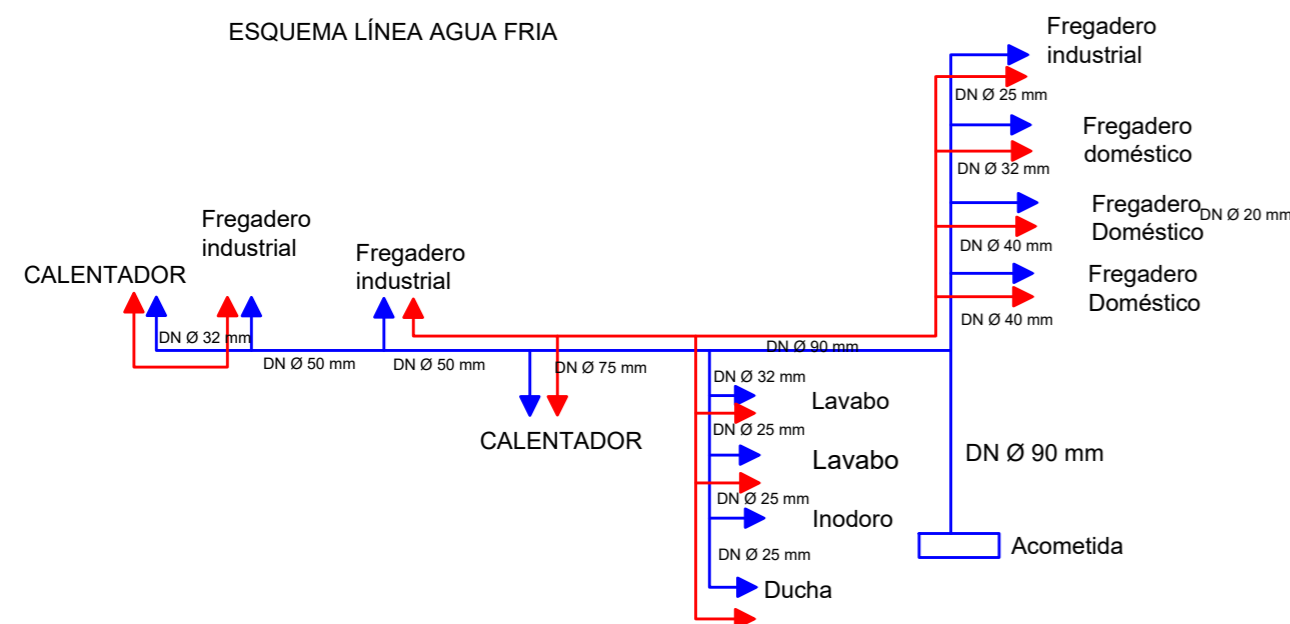 ESQUEMA LÍNEA AGUA FRIA
Fregadero
industrial
DN Ø 25 mm
Fregadero
doméstico
DN Ø 32 mm
Fregadero
Doméstico
DN Ø 20 mm
DN Ø 40 mm
Fregadero
Doméstico
DN Ø 40 mm
Fregadero
industrial
Fregadero
industrial
CALENTADOR
DN Ø 32 mm
DN Ø 50 mm
DN Ø 50 mm
DN Ø 75 mm
DN Ø 90 mm
DN Ø 32 mm
Lavabo
DN Ø 25 mm
CALENTADOR
Lavabo
DN Ø 90 mm
DN Ø 25 mm
Inodoro
DN Ø 25 mm
Acometida
Ducha